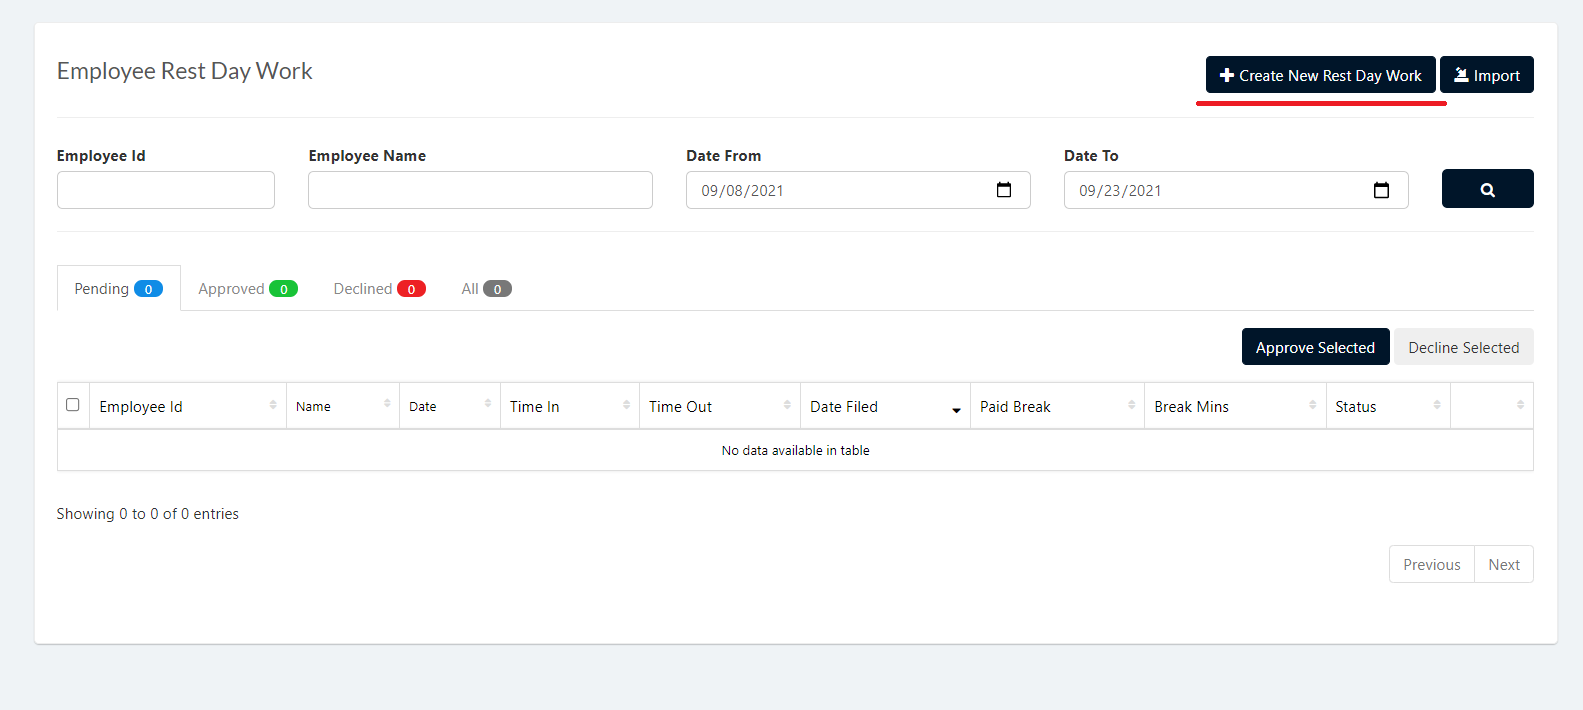 Employee Rest Day Work
Create New Rest Day Work Import
Employee Id Employee Name Date From Date To
09/08/2021 09/23/2021
Pending 0 Approved 0 Declined 0 All 0
Approve Selected Decline Selected
Employee Id Name Date Time In Time Out Date Filed Paid Break Break Mins Status
No data available in table
Showing 0 to 0 of 0 entries
Previous Next